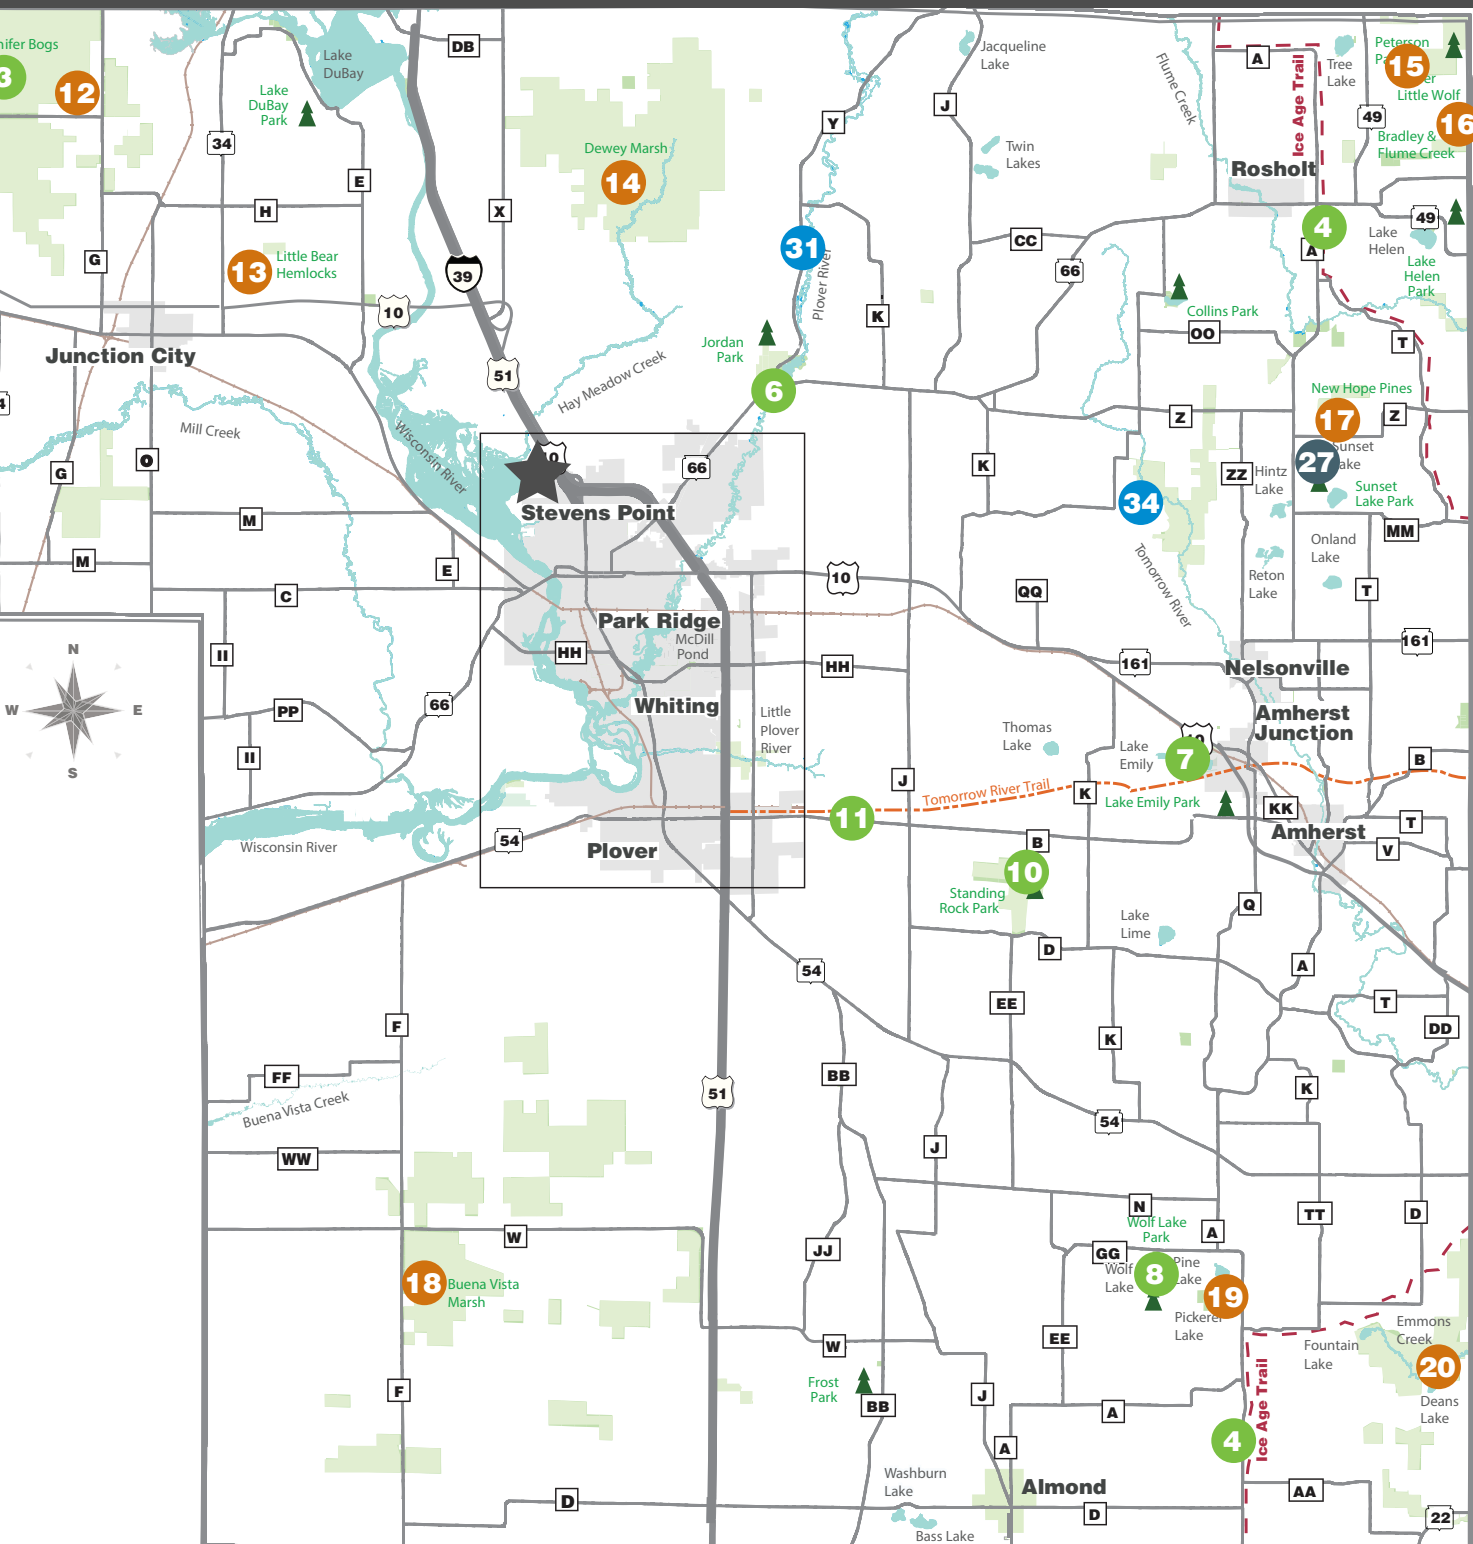 nifer Bogs
3
12
Lake
DuBay
Park
Lake
DuBay
DB
34
E
H
X
G
13
Little Bear
Hemlocks
39
10
51
Junction City
Dewey Marsh
14
Y
J
Jacqueline
Lake
Twin
Lakes
31
Plover River
K
CC
66
Jordan
Park
6
Hay Meadow Creek
Flume Creek
A
Ice Age Trail
Tree
Lake
Peterson
15
Little Wolf
49
16
Bradley &
Flume Creek
Rosholt
4
A
49
Lake
Helen
Lake
Helen
Park
Collins Park
OO
T
New Hope Pines
17
Z
Z
27
Sunset
Lake
Sunset
Lake Park
ZZ
Hintz
Lake
34
MM
Onland
Lake
Reton
Lake
T
Tomorrow River
4
Mill Creek
O
G
M
M
E
C
Wisconsin River
66
Stevens Point
K
10
QQ
Park Ridge
McDill
Pond
HH
HH
Whiting
161
161
Nelsonville
Amherst
Junction
N
W
E
S
II
PP
II
66
Little
Plover
River
Thomas
Lake
Lake
Emily
10
7
B
J
Tomorrow River Trail
K
Lake Emily Park
KK
11
Amherst
T
V
54
Plover
Wisconsin River
B
10
Standing
Rock Park
Q
Lake
Lime
D
A
54
EE
T
DD
F
K
FF
Buena Vista Creek
BB
51
K
54
WW
J
N
Wolf Lake
Park
A
TT
D
W
JJ
GG
Wolf
Lake
8
Pine
Lake
19
Pickerel
Lake
18
Buena Vista
Marsh
W
EE
Emmons
Creek
Fountain
Lake
20
Deans
Lake
Frost
Park
F
BB
J
A
Ice Age Trail
4
A
Washburn
Lake
Almond
AA
D
D
22
Bass Lake